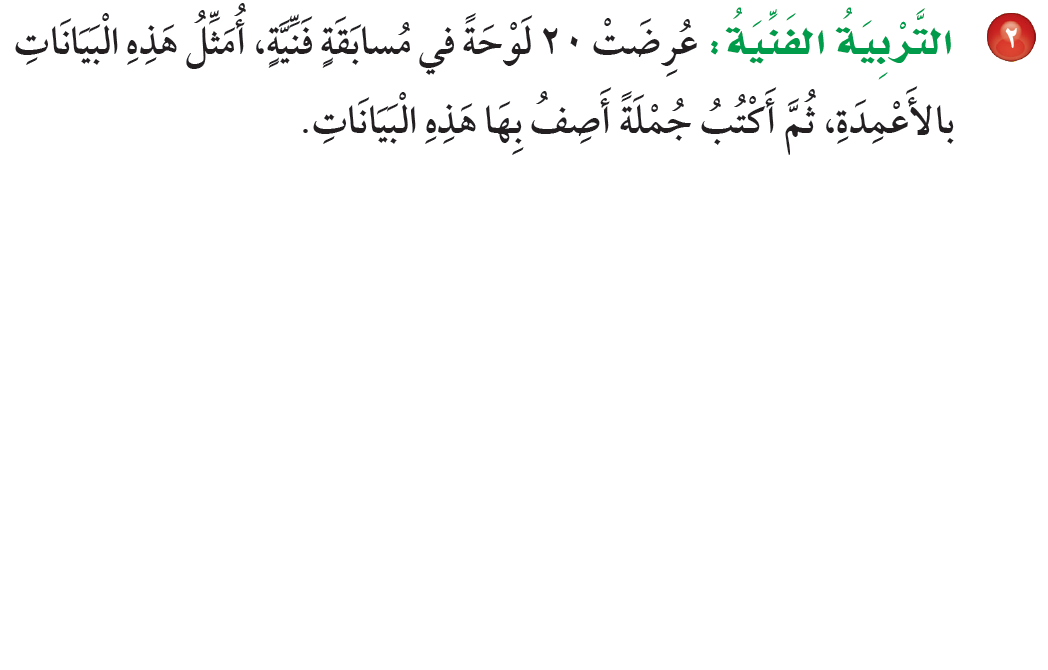 ٢ التَّرْبِيَةُ الفَنِّيَةُ: عُرِضَتْ ٢٠ لَوْحَةً في مُسابَقَةٍ فَنِّيَّةٍ، أُمَثِّلُ هَذِهِ الْبَيَانَاتِ
بالأَعْمِدَةِ، ثُمَّ أَكْتُبُ جُمْلَةً أَصِفُ بِهَا هَذِهِ الْبَيَانَاتِ.